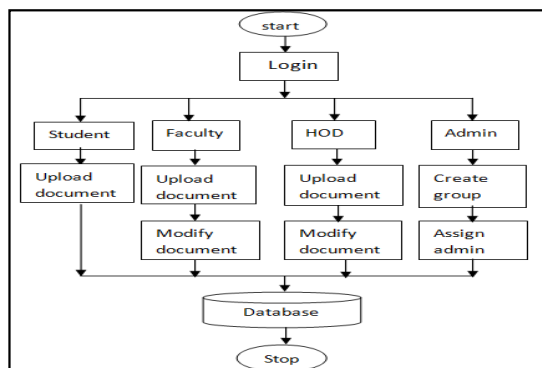 start
Login
Student
Faculty
HOD
Admin
Upload
document
Upload
document
Upload
document
Create
group
Modify
document
Modify
document
Assign
admin
Database
Stop